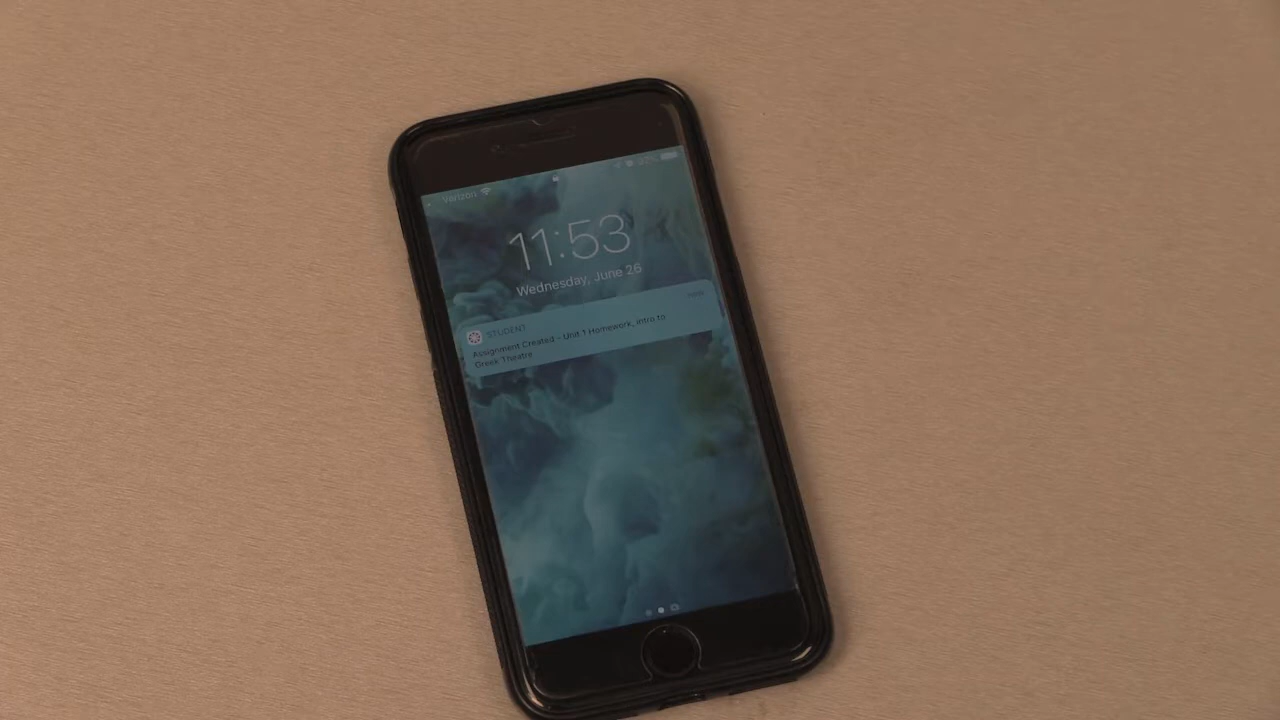 Verizon
11:53
Wednesday, June 26
STUDENT
Assignment Created - Unit 1 Homework, intro to
Greek Theatre